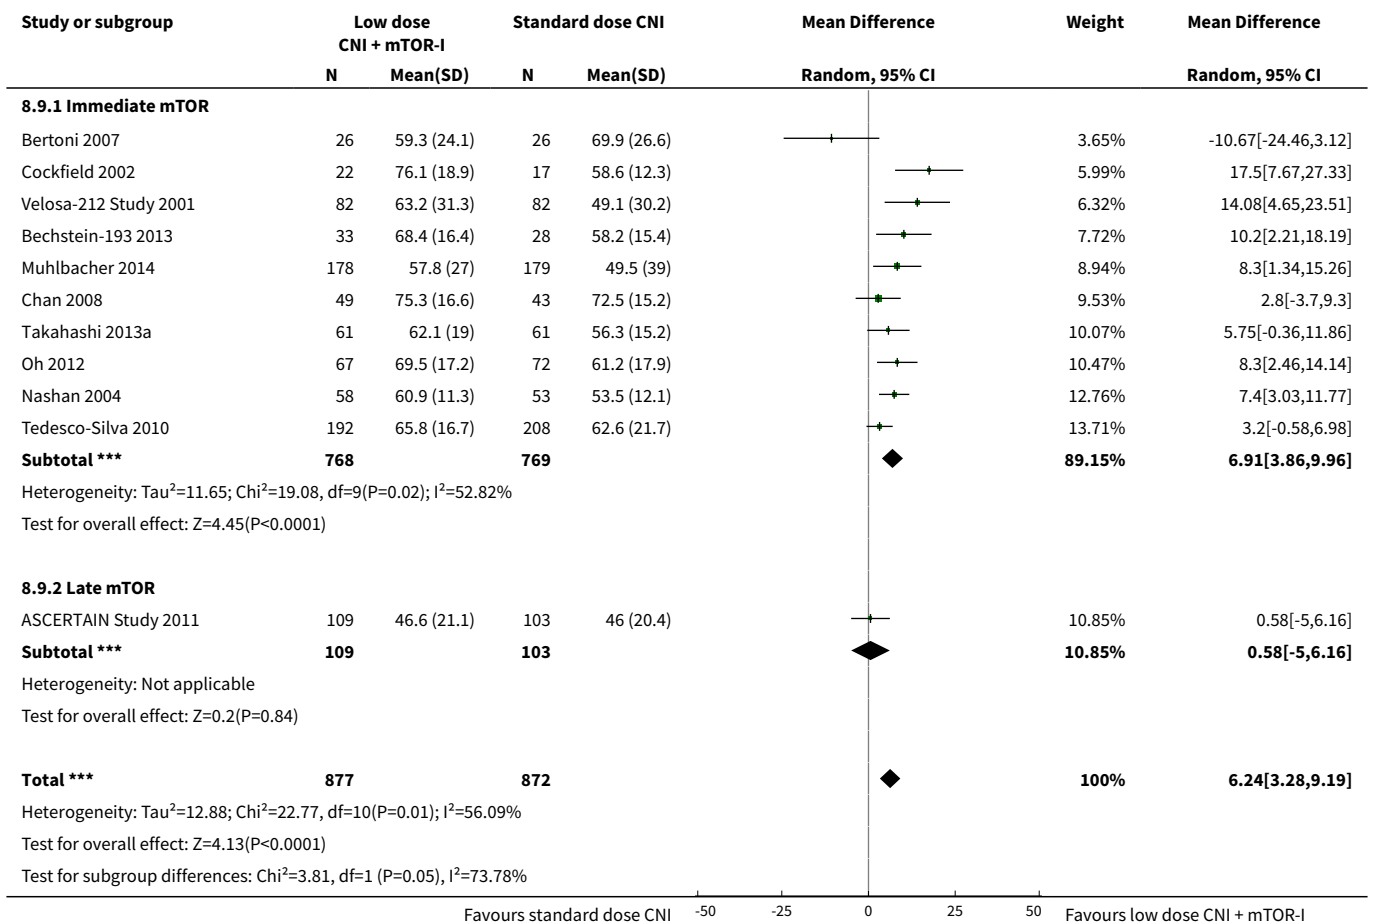 Study or subgroup Low dose CNI + mTOR-I Standard dose CNI Mean Difference Weight Mean Difference
N Mean(SD) N Mean(SD) Random, 95% CI Random, 95% CI
8.9.1 Immediate mTOR
Bertoni 2007 26 59.3 (24.1) 26 69.9 (26.6) 3.65% -10.67[-24.46,3.12]
Cockfield 2002 22 76.1 (18.9) 17 58.6 (12.3) 5.99% 17.5[7.67,27.33]
Velosa-212 Study 2001 82 63.2 (31.3) 82 49.1 (30.2) 6.32% 14.08[4.65,23.51]
Bechstein-193 2013 33 68.4 (16.4) 28 58.2 (15.4) 7.72% 10.2[2.21,18.19]
Muhlbacher 2014 178 57.8 (27) 179 49.5 (39) 8.94% 8.3[1.34,15.26]
Chan 2008 49 75.3 (16.6) 43 72.5 (15.2) 9.53% 2.8[-3.7,9.3]
Takahashi 2013a 61 62.1 (19) 61 56.3 (15.2) 10.07% 5.75[-0.36,11.86]
Oh 2012 67 69.5 (17.2) 72 61.2 (17.9) 10.47% 8.3[2.46,14.14]
Nashan 2004 58 60.9 (11.3) 53 53.5 (12.1) 12.76% 7.4[3.03,11.77]
Tedesco-Silva 2010 192 65.8 (16.7) 208 62.6 (21.7) 13.71% 3.2[-0.58,6.98]
Subtotal *** 768 769 89.15% 6.91[3.86,9.96]
Heterogeneity: Tau²=11.65; Chi²=19.08, df=9(P=0.02); I²=52.82%
Test for overall effect: Z=4.45(P<0.0001)
8.9.2 Late mTOR
ASCERTAIN Study 2011 109 46.6 (21.1) 103 46 (20.4) 10.85% 0.58[-5,6.16]
Subtotal *** 109 103 10.85% 0.58[-5,6.16]
Heterogeneity: Not applicable
Test for overall effect: Z=0.2(P=0.84)
Total *** 877 872 100% 6.24[3.28,9.19]
Heterogeneity: Tau²=12.88; Chi²=22.77, df=10(P=0.01); I²=56.09%
Test for overall effect: Z=4.13(P<0.0001)
Test for subgroup differences: Chi²=3.81, df=1 (P=0.05), I²=73.78%
Favours standard dose CNI -50 -25 0 25 50 Favours low dose CNI + mTOR-I